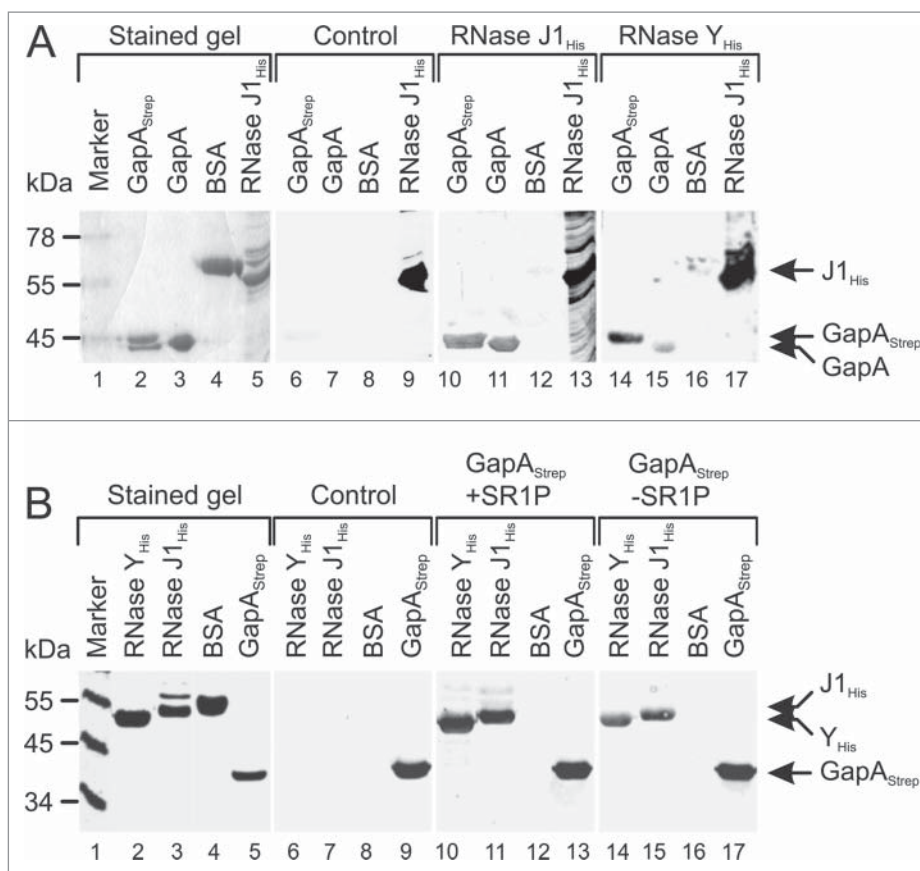 A
Stained gel Control RNase J1His RNase YHis
kDa Marker GapAStrep GapA BSA RNase J1His GapAStrep GapA BSA RNase J1His GapAStrep GapA BSA RNase J1His GapAStrep GapA BSA RNase J1His
78
55
45
J1His
GapAStrep
GapA
1 2 3 4 5 6 7 8 9 10 11 12 13 14 15 16 17
B
Stained gel Control GapAStrep +SR1P GapAStrep -SR1P
kDa Marker RNase YHis RNase J1His BSA GapAStrep RNase YHis RNase J1His BSA GapAStrep RNase YHis RNase J1His BSA GapAStrep RNase YHis RNase J1His BSA GapAStrep
55
45
34
J1His
YHis
GapAStrep
1 2 3 4 5 6 7 8 9 10 11 12 13 14 15 16 17